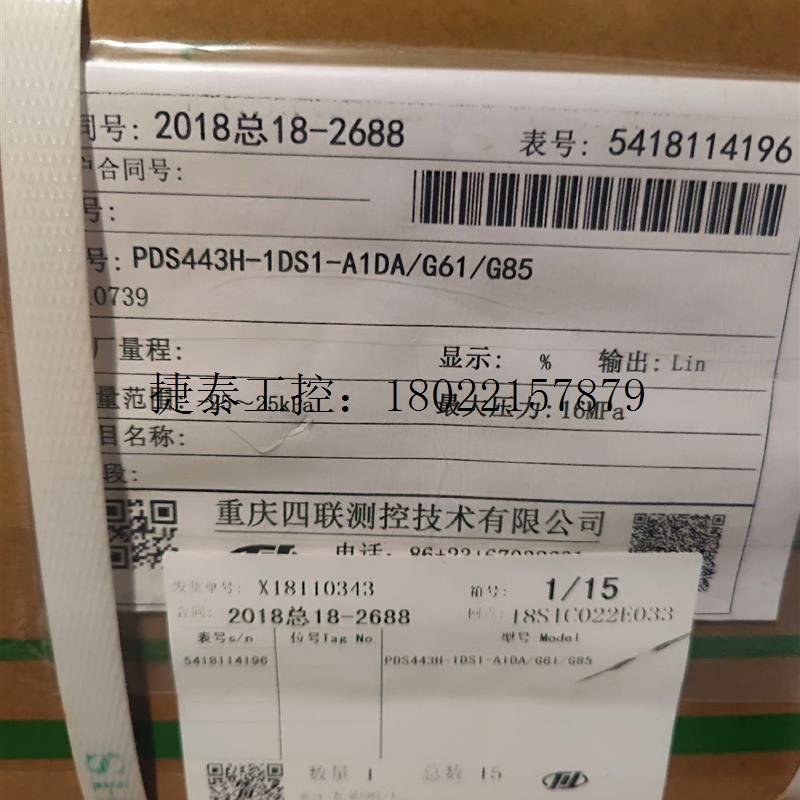 同号: 2018总18-2688
表号: 5418114196
户合同号:
号:
号: PDS443H-1DS1-A1DA/G61/G85
0739
厂量程:
显示: % 输出: Lin
量范围: ~25kPa
最大压力: 16MPa
捷泰工控：18022157879
目名称:
段:
重庆四联测控技术有限公司
电话:
发货单号: X18110343
箱号: 1/15
合同: 2018总18-2688
18S1C022E033
表号s/n 位号Tag No 型号 Model
5418114196 PDS443H-1DS1-A1DA/G61/G85
数量 1 总数 15